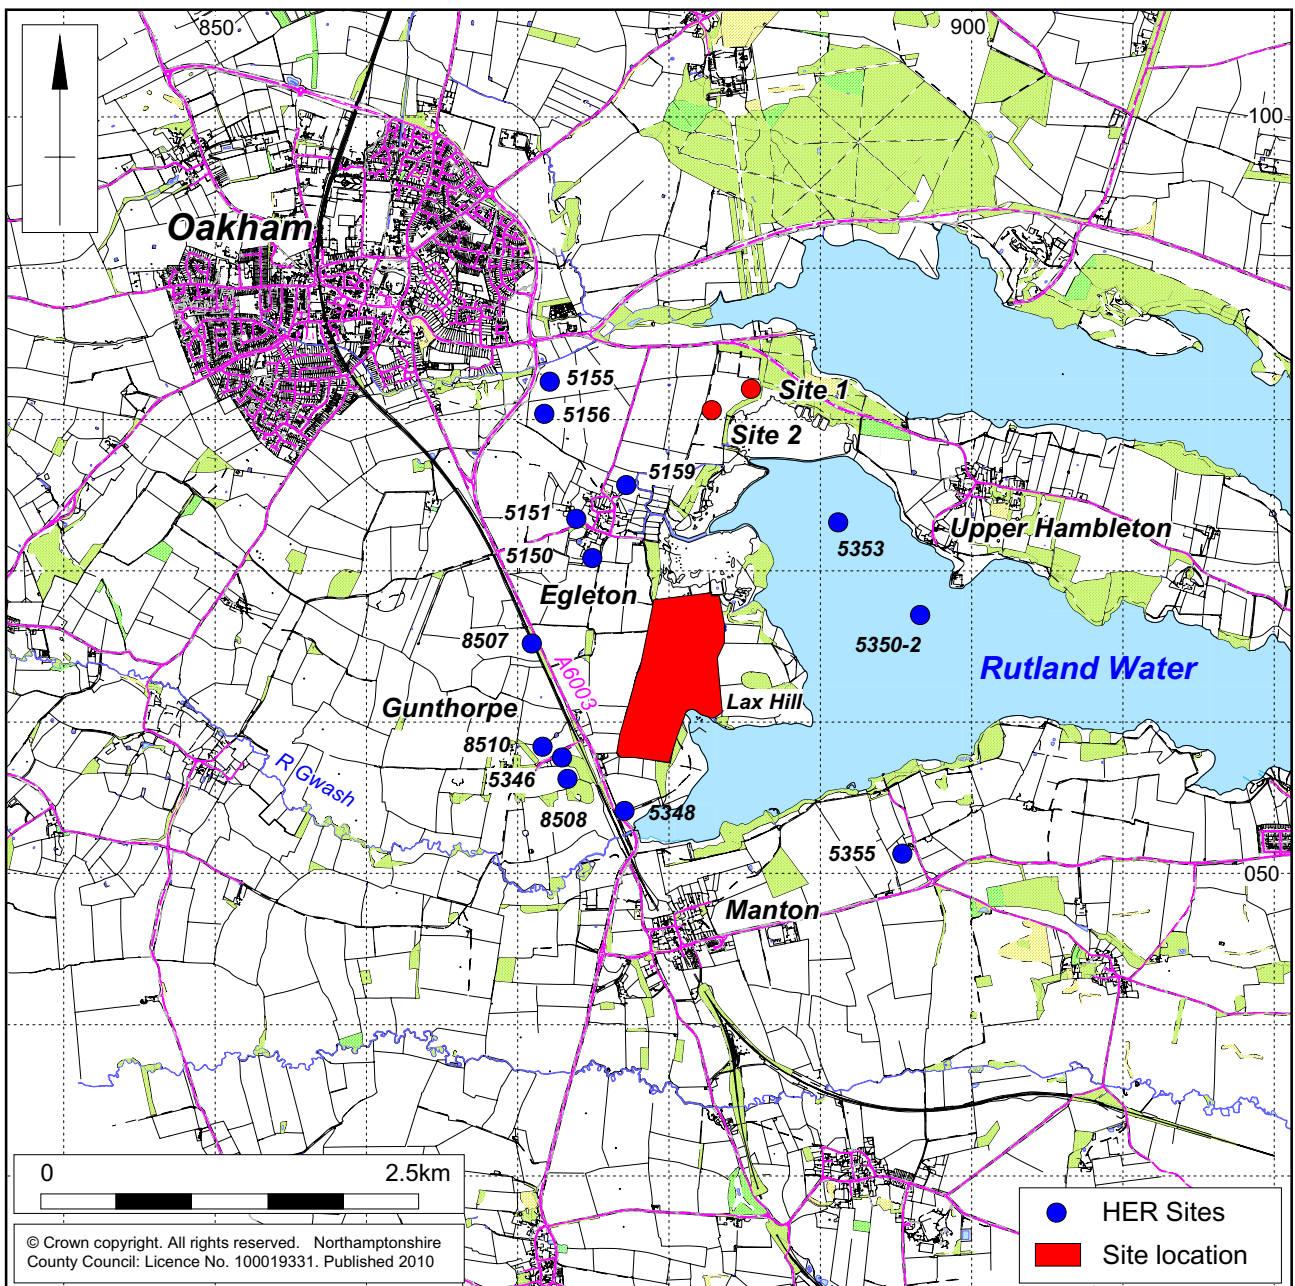 850
900
100
Oakham
5155
5156
Site 1
Site 2
5159
5151
5150
5353
Upper Hambleton
Egleton
5350-2
8507
A6003
Rutland Water
Gunthorpe
Lax Hill
8510
5346
R Gwash
8508
5348
5355
050
Manton
0 2.5km
© Crown copyright. All rights reserved. Northamptonshire
County Council: Licence No. 100019331. Published 2010
HER Sites
Site location